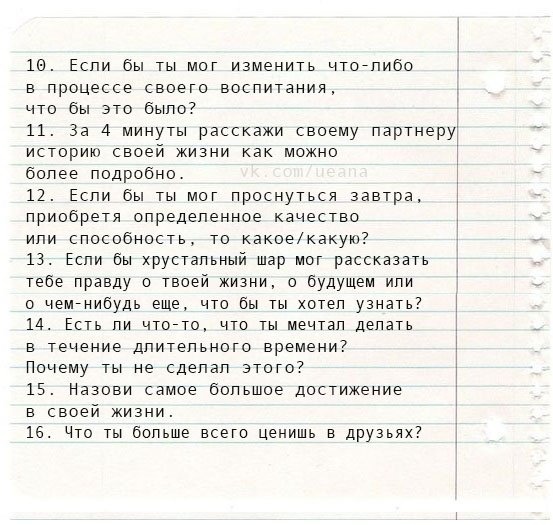 10. Если бы ты мог изменить что-либо
в процессе своего воспитания,
что бы это было?
11. За 4 минуты расскажи своему партнеру
историю своей жизни как можно
более подробно.
vk.com/ueana
12. Если бы ты мог проснуться завтра,
приобретя определенное качество
или способность, то какое/какую?
13. Если бы хрустальный шар мог рассказать
тебе правду о твоей жизни, о будущем или
о чем-нибудь еще, что бы ты хотел узнать?
14. Есть ли что-то, что ты мечтал делать
в течение длительного времени?
Почему ты не сделал этого?
15. Назови самое большое достижение
в своей жизни.
16. Что ты больше всего ценишь в друзьях?